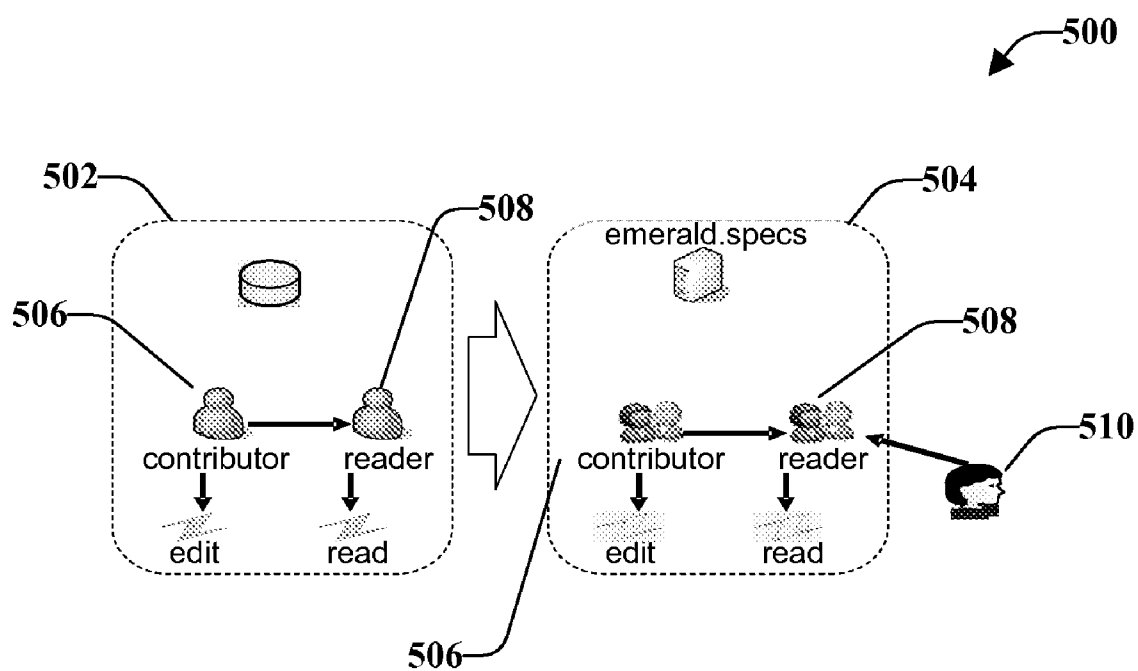 500
502
508
504
emerald.specs
506
508
510
contributor
reader
contributor
reader
edit
read
edit
read
506